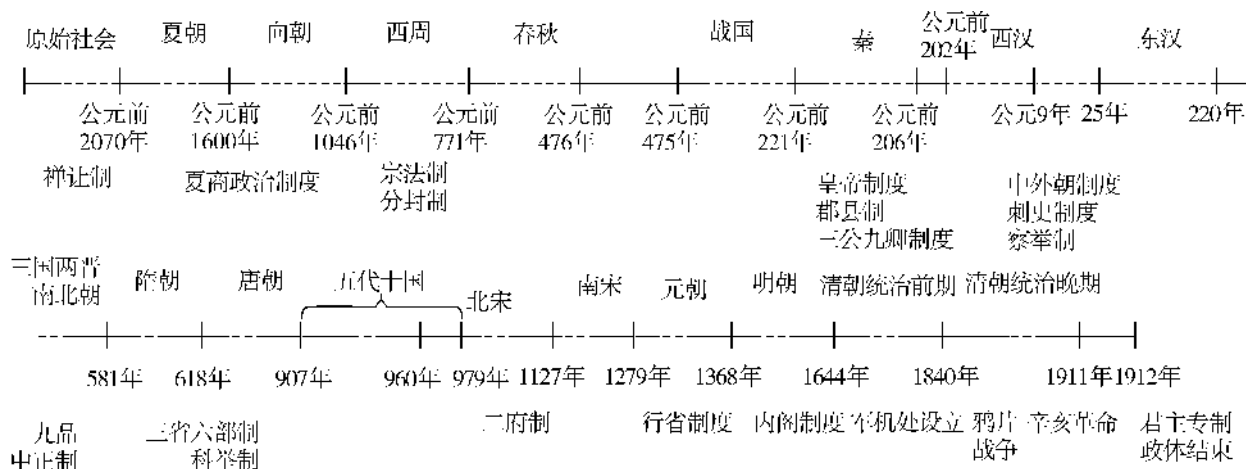 原始社会 夏朝 向朝 西周 春秋 战国 秦 公元前 202年 西汉 东汉
公元前 公元前 公元前 公元前 公元前 公元前 公元前 公元前 公元9年 25年 220年
2070年 1600年 1046年 771年 476年 475年 221年 206年
禅让制 夏商政治制度 宗法制 皇帝制度 中外朝制度
分封制 郡县制 刺史制度
三公九卿制度 察举制
三国两晋 隋朝 唐朝 五代十国 北宋 南宋 元朝 明朝 清朝统治前期 清朝统治晚期
南北朝
581年 618年 907年 960年 979年 1127年 1279年 1368年 1644年 1840年 1911年 1912年
九品 三省六部制 二府制 行省制度 内阁制度 军机处设立 鸦片 辛亥革命 君主专制
中正制 科举制 战争 政体结束